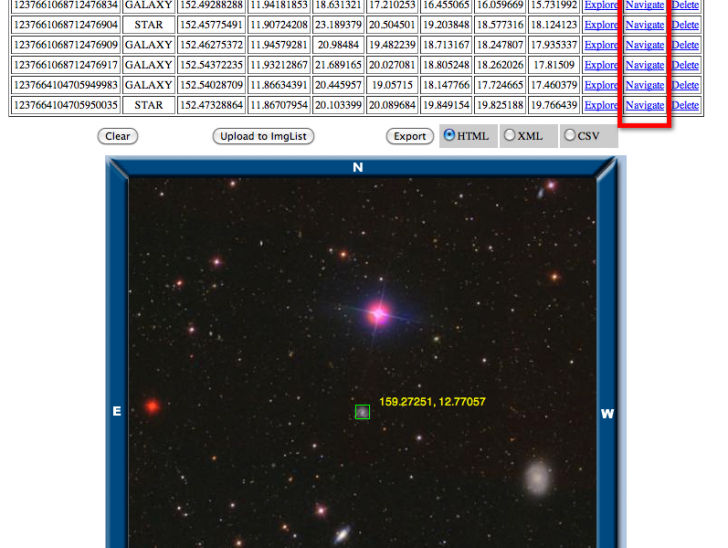 1237661068712476834 GALAXY 152.49288288 11.94181853 18.631321 17.210253 16.455065 16.059669 15.731992 Explore Navigate Delete
1237661068712476904 STAR 152.45775491 11.90724208 23.189379 20.504501 19.203848 18.577316 18.124123 Explore Navigate Delete
1237661068712476909 GALAXY 152.46275372 11.94579281 20.98484 19.482239 18.713167 18.247807 17.935337 Explore Navigate Delete
1237661068712476917 GALAXY 152.54372235 11.93212867 21.689165 20.027081 18.805248 18.262026 17.81509 Explore Navigate Delete
1237664104705949983 GALAXY 152.54028709 11.86634391 20.445957 19.05715 18.147766 17.724665 17.460379 Explore Navigate Delete
1237664104705950035 STAR 152.47328864 11.86707954 20.103399 20.089684 19.849154 19.825188 19.766439 Explore Navigate Delete
Clear Upload to ImgList Export HTML XML CSV
N
159.27251, 12.77057
E W